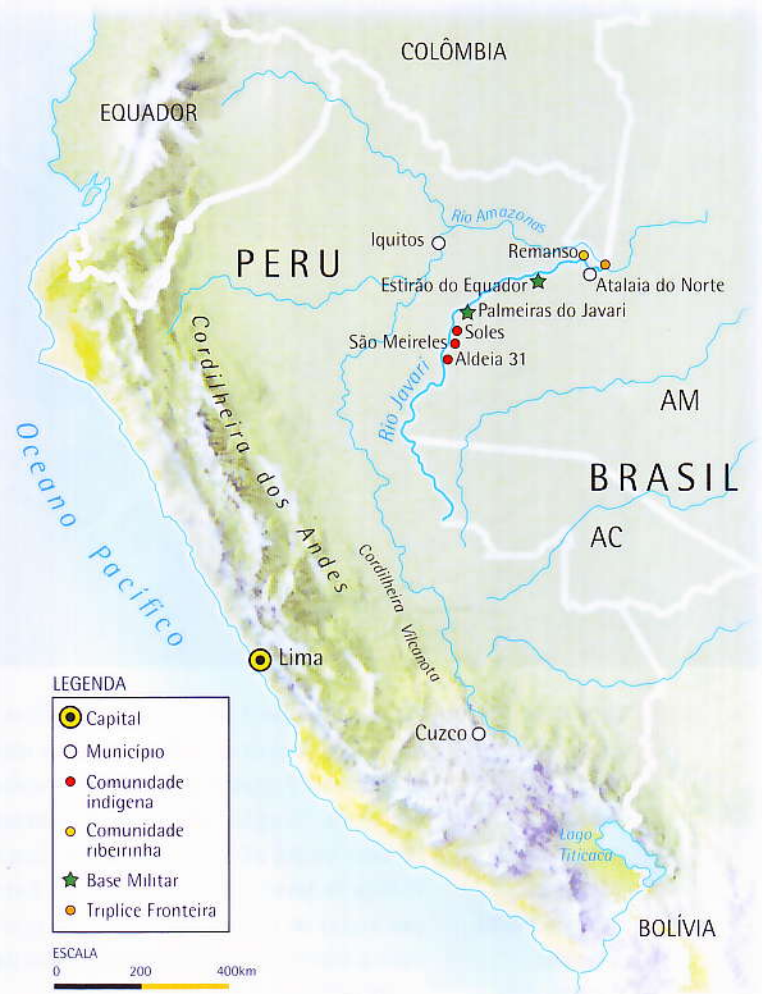 COLÔMBIA
EQUADOR
Rio Amazonas
Iquitos
Remanso
PERU
Estirão do Equador
Atalaia do Norte
Palmeiras do Javari
Soles
São Meireles
Aldeia 31
Cordilheira dos Andes
Rio Javari
AM
Oceano Pacífico
BRASIL
AC
Cordilheira Vilcanota
Lima
LEGENDA
Capital
Cuzco
Município
Comunidade
indígena
Comunidade
ribeirinha
Lago
Titicaca
Base Militar
Tríplice Fronteira
BOLÍVIA
ESCALA
0 200 400km